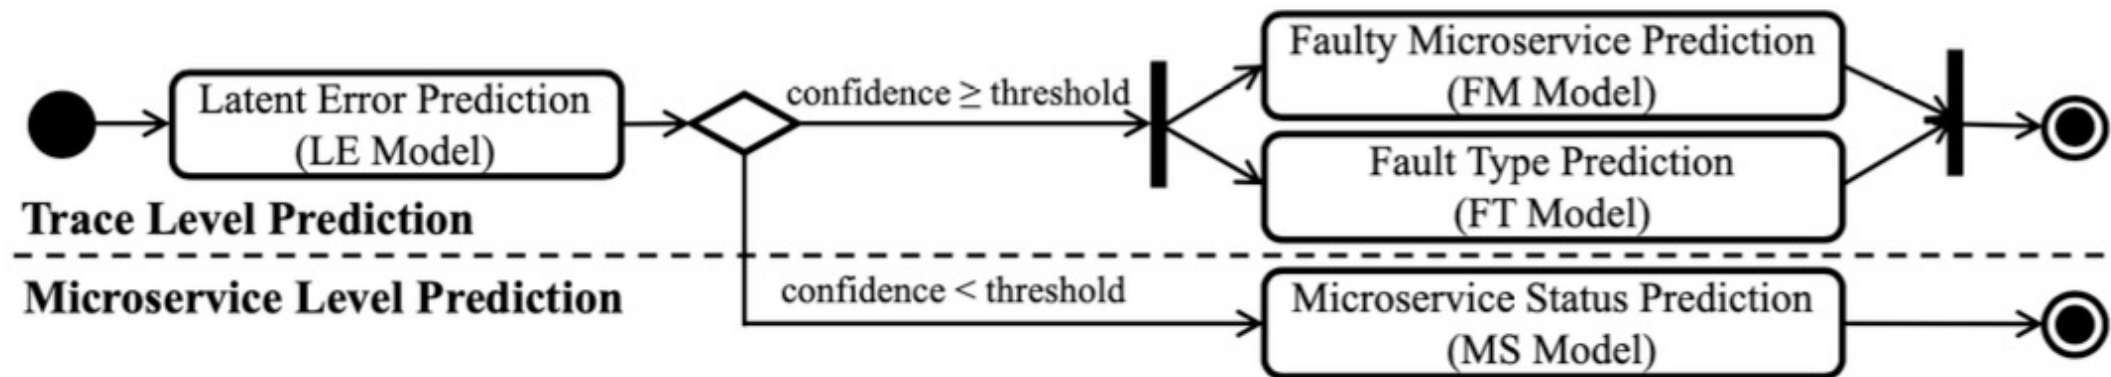 Latent Error Prediction
(LE Model)
confidence ≥ threshold
Faulty Microservice Prediction
(FM Model)
Fault Type Prediction
(FT Model)
Trace Level Prediction
Microservice Level Prediction
confidence < threshold
Microservice Status Prediction
(MS Model)